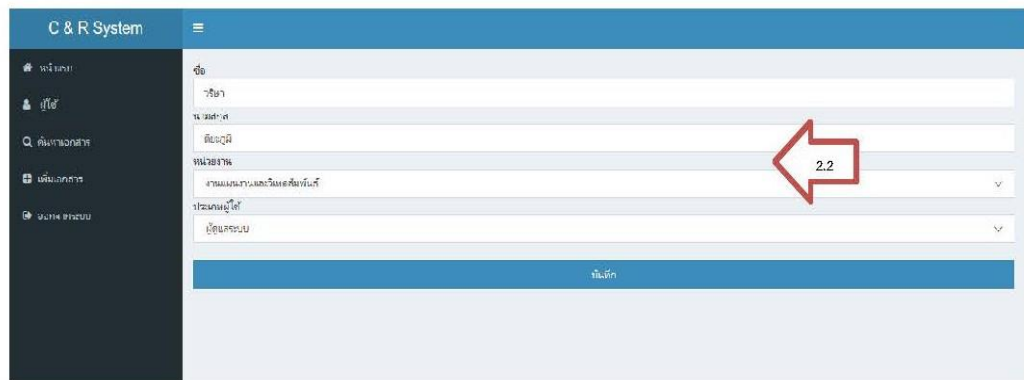 C & R System
หน้าแรก
ผู้ใช้
ค้นหาเอกสาร
เพิ่มเอกสาร
ออกจากระบบ
ชื่อ
วริษา
นามสกุล
ติยะภูมิ
หน่วยงาน
งานแผนงานและวิเทศสัมพันธ์
ประเภทผู้ใช้
ผู้ดูแลระบบ
บันทึก
2.2